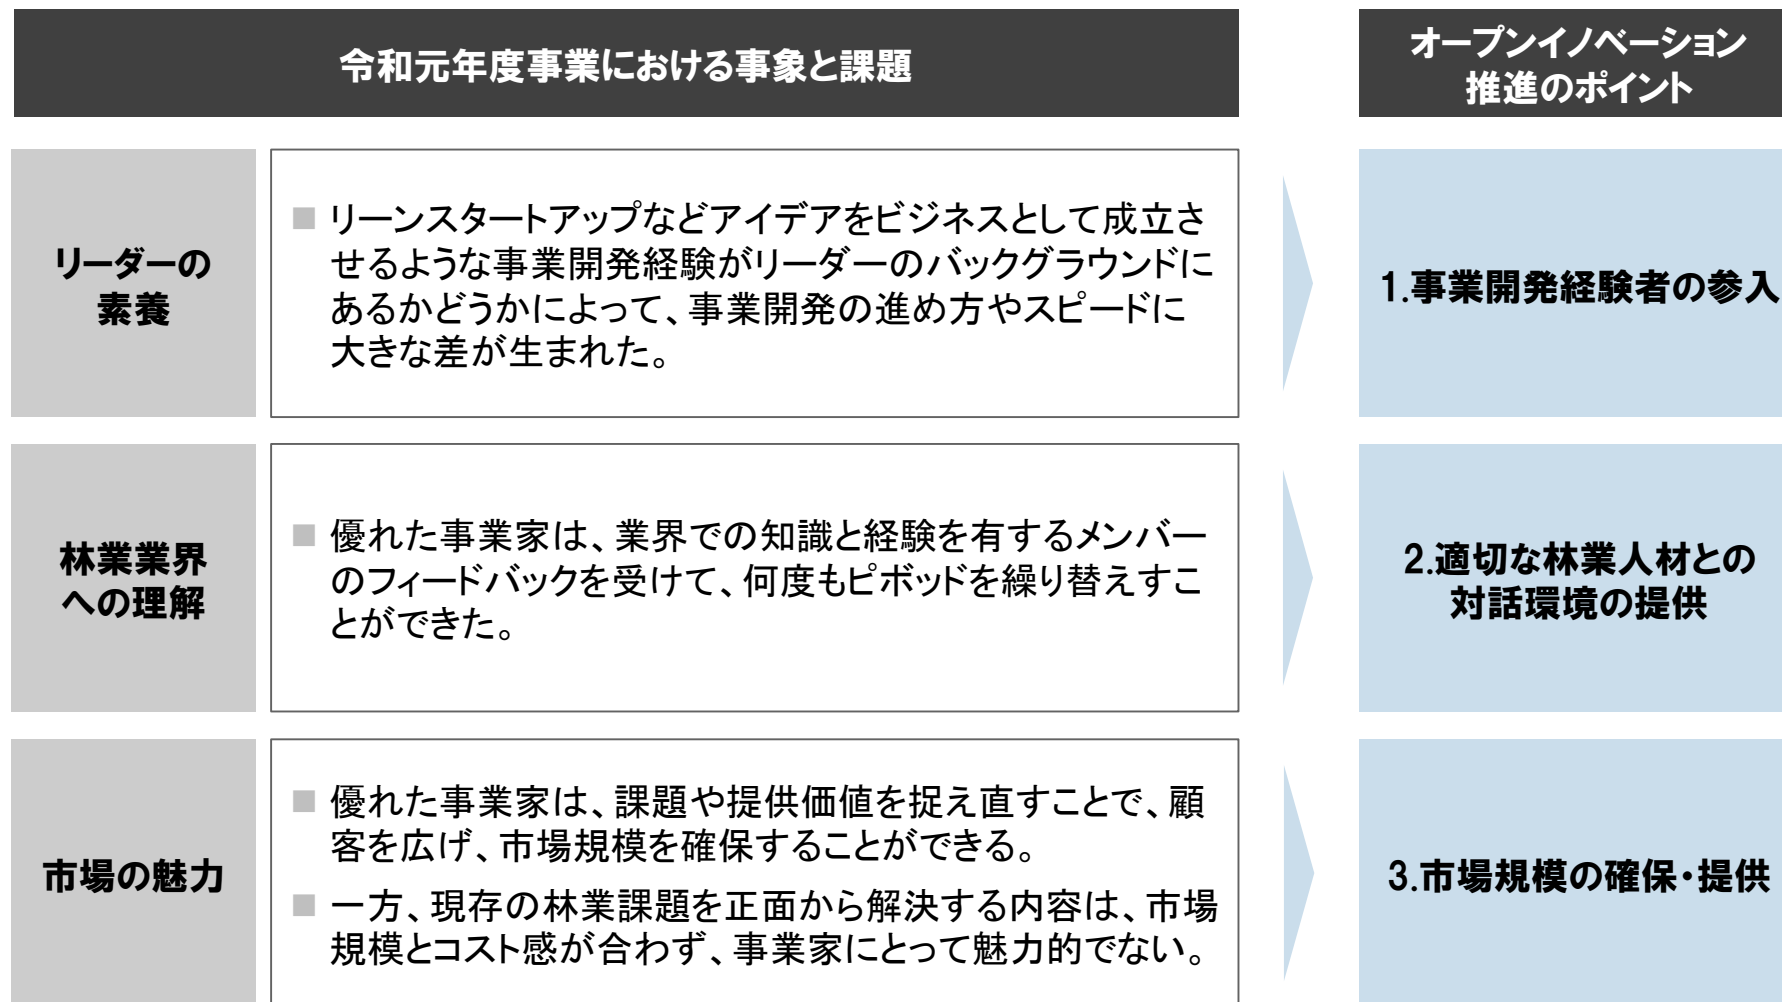 令和元年度事業における事象と課題
オープンイノベーション
推進のポイント
リーダーの
素養
■ リーンスタートアップなどアイデアをビジネスとして成立さ
せるような事業開発経験がリーダーのバックグラウンドに
あるかどうかによって、事業開発の進め方やスピードに
大きな差が生まれた。
1.事業開発経験者の参入
林業業界
への理解
■ 優れた事業家は、業界での知識と経験を有するメンバー
のフィードバックを受けて、何度もピボッドを繰り替えすこ
とができた。
2.適切な林業人材との
対話環境の提供
市場の魅力
■ 優れた事業家は、課題や提供価値を捉え直すことで、顧
客を広げ、市場規模を確保することができる。
■ 一方、現存の林業課題を正面から解決する内容は、市場
規模とコスト感が合わず、事業家にとって魅力的でない。
3.市場規模の確保・提供